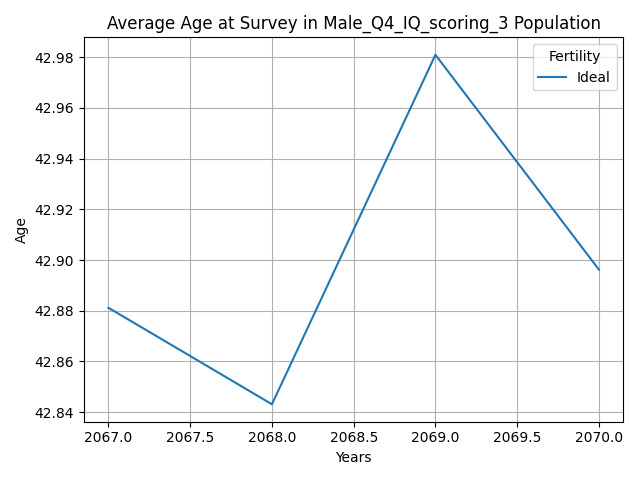 Average Age at Survey in Male_Q4_IQ_scoring_3 Population
Fertility
Ideal
42.98
42.96
42.94
42.92
42.90
42.88
42.86
42.84
Age
2067.0 2067.5 2068.0 2068.5 2069.0 2069.5 2070.0
Years